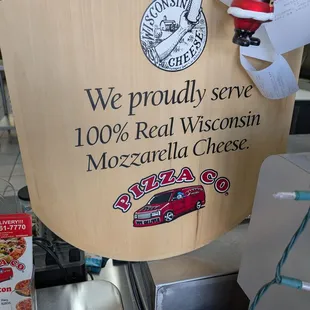 WISCONSIN
CHEESE
We proudly serve
100% Real Wisconsin
Mozzarella Cheese.
PIZZA CO